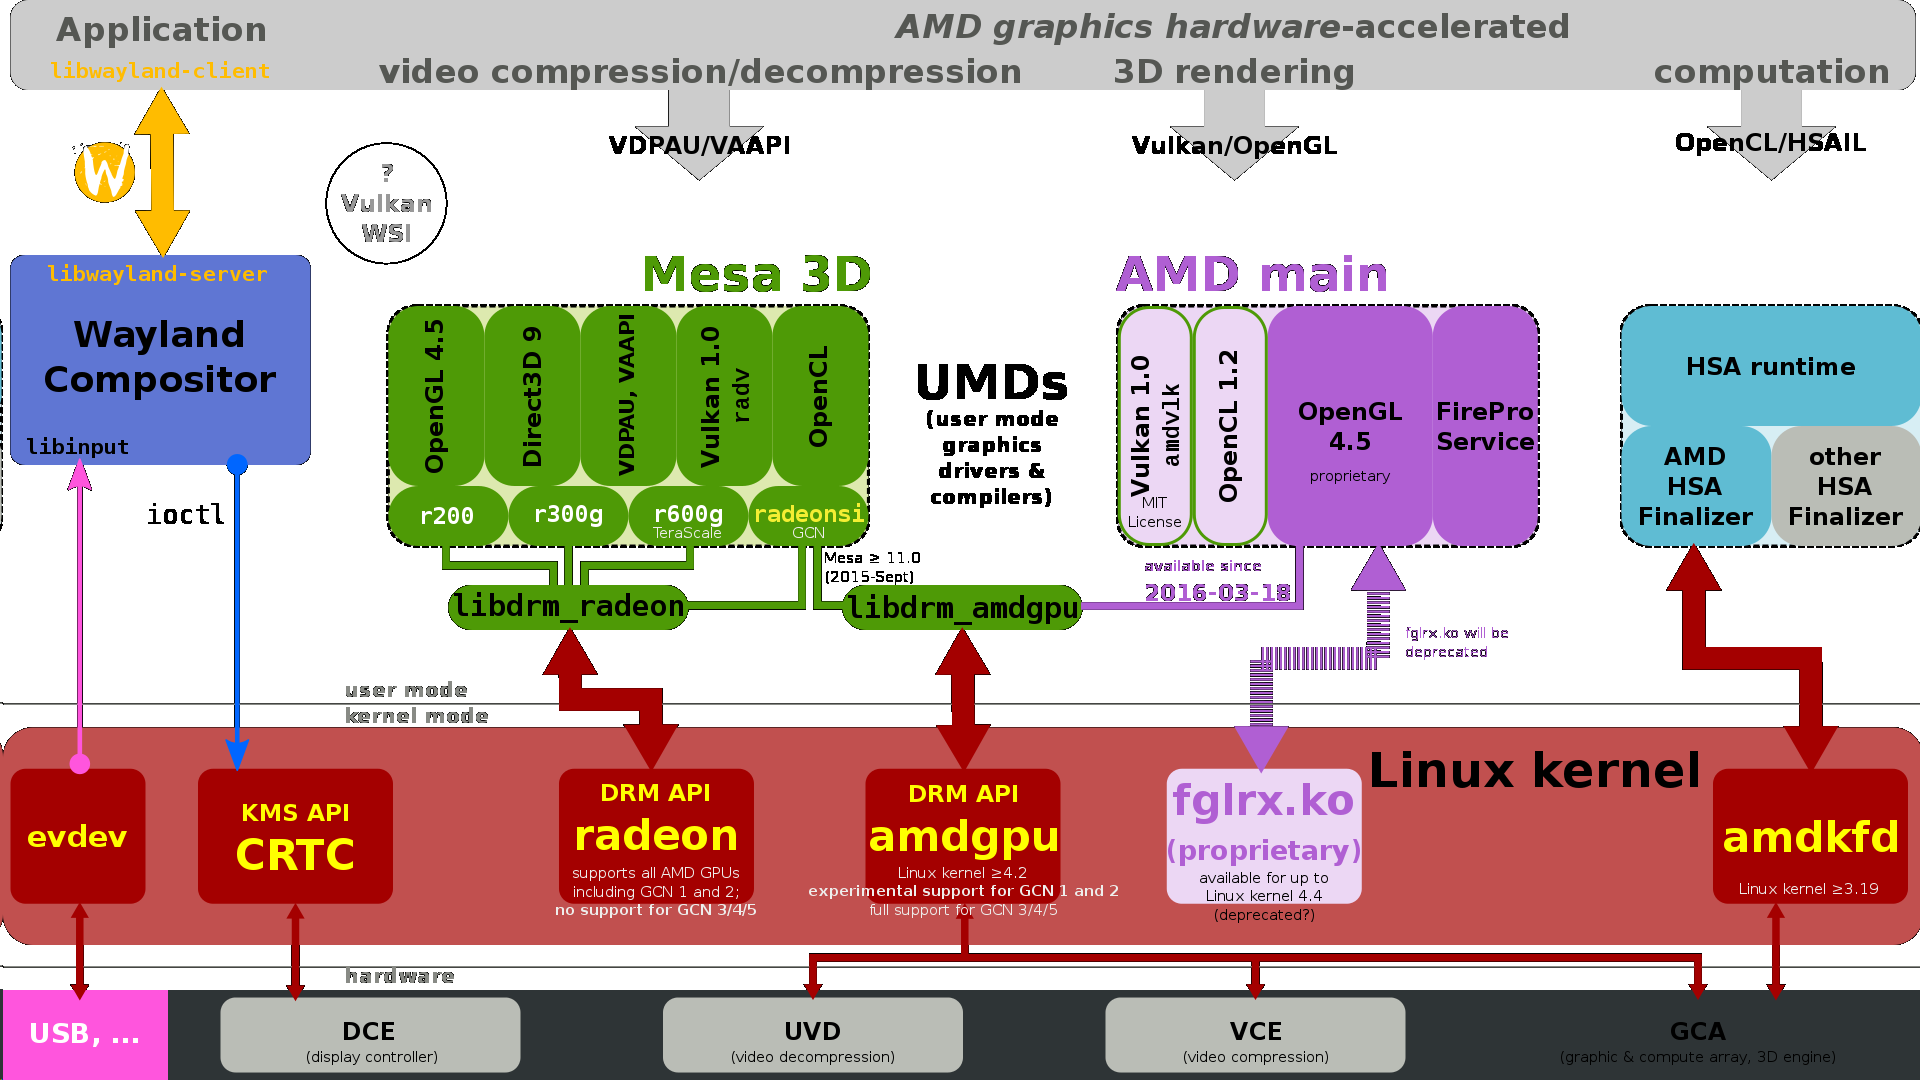 Application
libwayland-client
AMD graphics hardware-accelerated
video compression/decompression
3D rendering
computation
VDPAU/VAAPI
Vulkan/OpenGL
OpenCL/HSAIL
W
?
Vulkan
WSI
libwayland-server
Wayland
Compositor
libinput
ioctl
Mesa 3D
OpenGL 4.5
Direct3D 9
VDPAU, VAAPI
Vulkan 1.0
radv
OpenCL
r200
r300g
r600g
TeraScale
radeonsi
GCN
Mesa ≥ 11.0
(2015-Sept)
libdrm_radeon
libdrm_amdgpu
UMDs
(user mode
graphics
drivers &
compilers)
AMD main
Vulkan 1.0
amdvlk
MIT
License
OpenCL 1.2
OpenGL
4.5
proprietary
FirePro
Service
available since
2016-03-18
fglrx.ko will be
deprecated
HSA runtime
AMD
HSA
Finalizer
other
HSA
Finalizer
user mode
kernel mode
Linux kernel
evdev
KMS API
CRTC
DRM API
radeon
supports all AMD GPUs
including GCN 1 and 2;
no support for GCN 3/4/5
DRM API
amdgpu
Linux kernel ≥4.2
experimental support for GCN 1 and 2
full support for GCN 3/4/5
fglrx.ko
(proprietary)
available for up to
Linux kernel 4.4
(deprecated?)
amdkfd
Linux kernel ≥3.19
hardware
USB, ...
DCE
(display controller)
UVD
(video decompression)
VCE
(video compression)
GCA
(graphic & compute array, 3D engine)